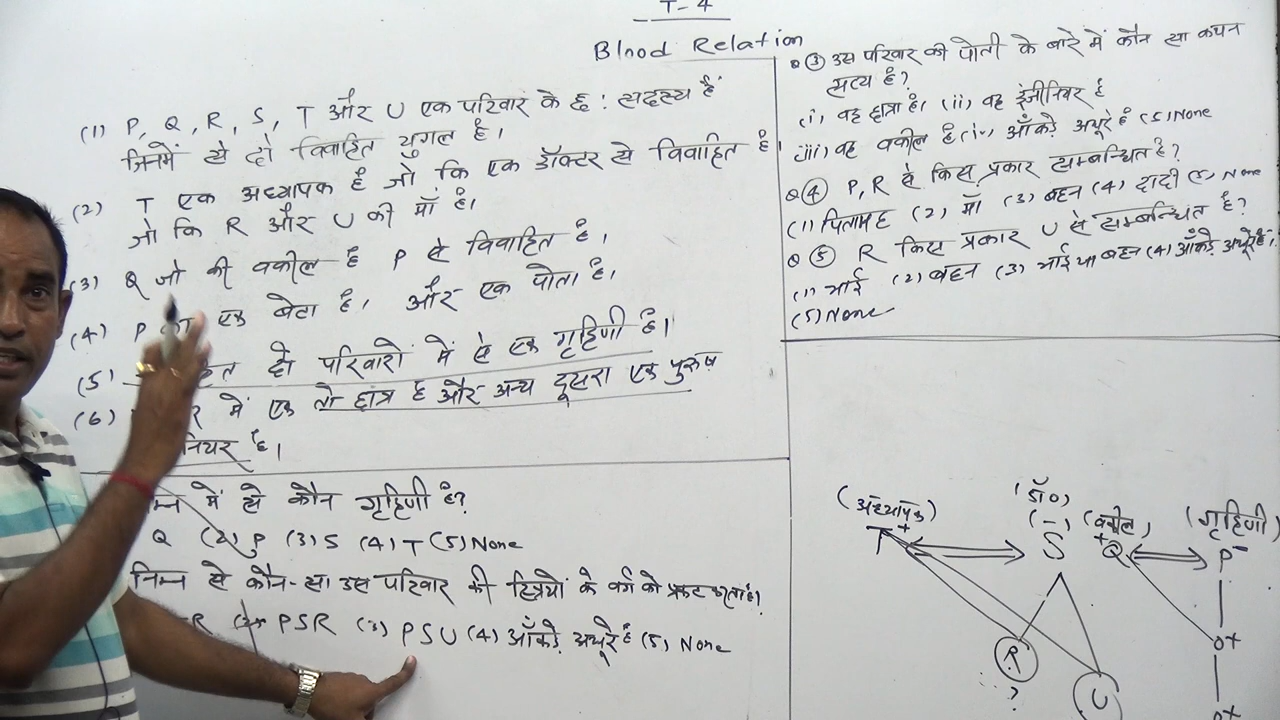 T-4
Blood Relation
(1) P, Q, R, S, T और U एक परिवार के छ: सदस्य हैं
जिनमें से दो विवाहित युगल हैं।
(2) T एक अध्यापक है जो कि एक डॉक्टर से विवाहित है।
जो कि R और U की माँ है।
(3) Q जो की वकील है P से विवाहित है,
(4) P का एक बेटा है, और एक पोता है।
(5) दो परिवारों में से एक गृहिणी है।
(6) में एक तो छात्र है और अन्य दूसरा एक पुरुष
है।
में से कौन गृहिणी है?
Q (2) P (3) S (4) T (5) None
निम्न से कौन-सा उस परिवार की स्त्रियों के वर्ग को प्रकट करता है?
R PSR (3) PSU (4) आँकड़े अधूरे है (5) None
Q (3) उस परिवार की पोती के बारे में कौन सा कथन
सत्य है?
(i) वह छात्रा है। (ii) वह इंजीनियर है
(iii) वह वकील है (iv) आँकड़े अधूरे है (5) None
Q (4) P, R से किस प्रकार सम्बन्धित है?
(1) पितामह (2) माँ (3) बहन (4) दादी (5) None
Q (5) R किस प्रकार U से सम्बन्धित है?
(1) भाई (2) बहन (3) भाई या बहन (4) आँकड़े अधूरे है,
(5) None
(अध्यापक) (डॉ०) (वकील) (गृहिणी)
T+ (-) S +Q P-
o+
R U
?
o+